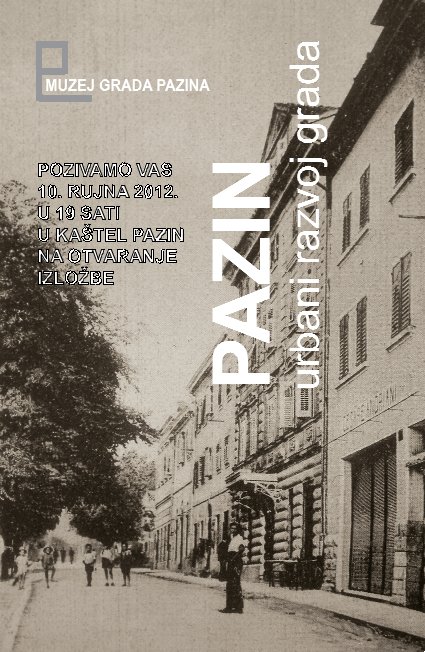 MUZEJ GRADA PAZINA
POZIVAMO VAS
10. RUJNA 2012.
U 19 SATI
U KAŠTEL PAZIN
NA OTVARANJE
IZLOŽBE
PAZIN
urbani razvoj grada